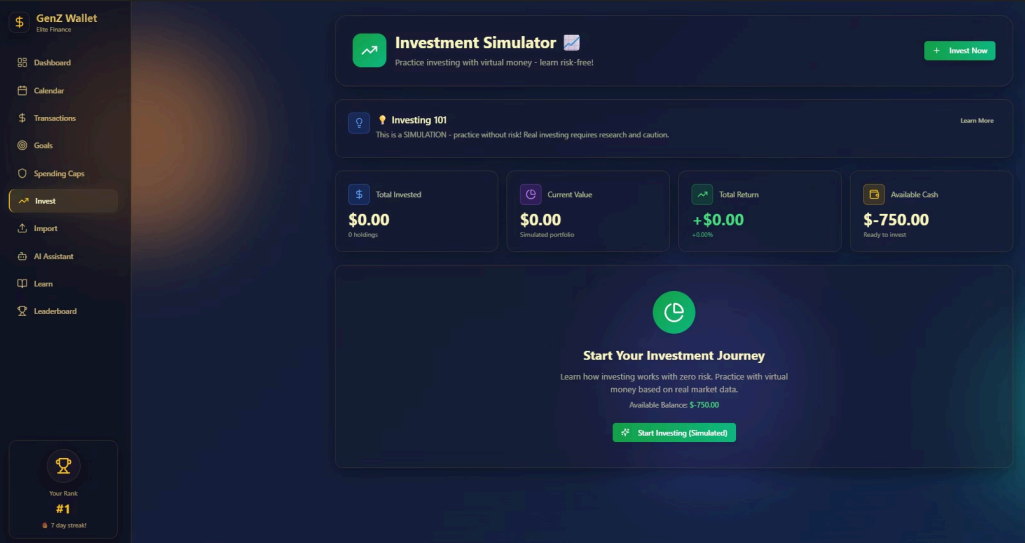 GenZ Wallet
Elite Finance
Dashboard
Calendar
Transactions
Goals
Spending Caps
Invest
Import
AI Assistant
Learn
Leaderboard
Your Rank
#1
🔥 7 day streak!
Investment Simulator 📈
Practice investing with virtual money - learn risk-free!
+ Invest Now
💡 Investing 101
This is a SIMULATION - practice without risk! Real investing requires research and caution.
Learn More
Total Invested
$0.00
0 holdings
Current Value
$0.00
Simulated portfolio
Total Return
+$0.00
+0.00%
Available Cash
$-750.00
Ready to invest
Start Your Investment Journey
Learn how investing works with zero risk. Practice with virtual
money based on real market data.
Available Balance: $-750.00
Start Investing (Simulated)